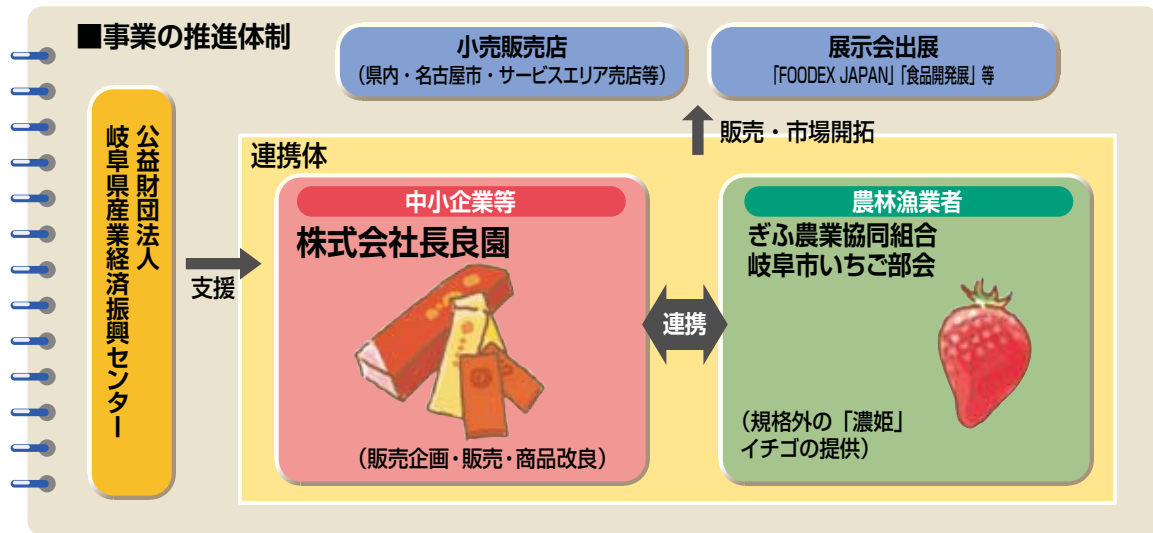 ■事業の推進体制
小売販売店
（県内・名古屋市・サービスエリア売店等）
展示会出展
「FOODEX JAPAN」「食品開発展」等
販売・市場開拓
公益財団法人
岐阜県産業経済振興センター
支援
連携体
中小企業等
株式会社長良園
（販売企画・販売・商品改良）
連携
農林漁業者
ぎふ農業協同組合
岐阜市いちご部会
（規格外の「濃姫」
イチゴの提供）